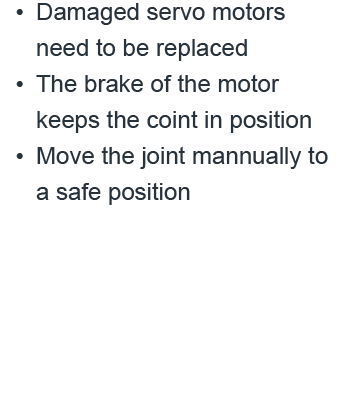 • Damaged servo motors
need to be replaced
• The brake of the motor
keeps the coint in position
• Move the joint mannually to
a safe position